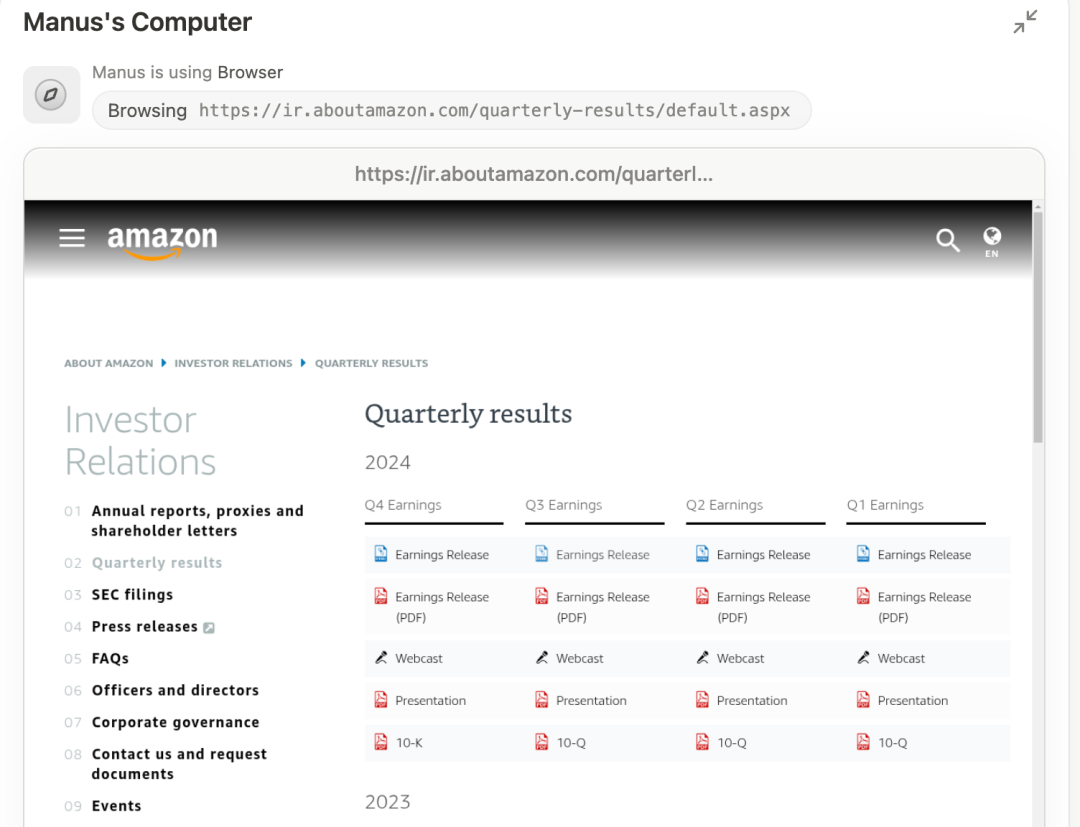 Manus's Computer
Manus is using Browser
Browsing https://ir.aboutamazon.com/quarterly-results/default.aspx
https://ir.aboutamazon.com/quarterl...
amazon
EN
ABOUT AMAZON INVESTOR RELATIONS QUARTERLY RESULTS
Investor
Relations
01 Annual reports, proxies and
shareholder letters
02 Quarterly results
03 SEC filings
04 Press releases
05 FAQs
06 Officers and directors
07 Corporate governance
08 Contact us and request
documents
09 Events
Quarterly results
2024
Q4 Earnings Q3 Earnings Q2 Earnings Q1 Earnings
Earnings Release Earnings Release Earnings Release Earnings Release
Earnings Release Earnings Release Earnings Release Earnings Release
(PDF) (PDF) (PDF) (PDF)
Webcast Webcast Webcast Webcast
Presentation Presentation Presentation Presentation
10-K 10-Q 10-Q 10-Q
2023